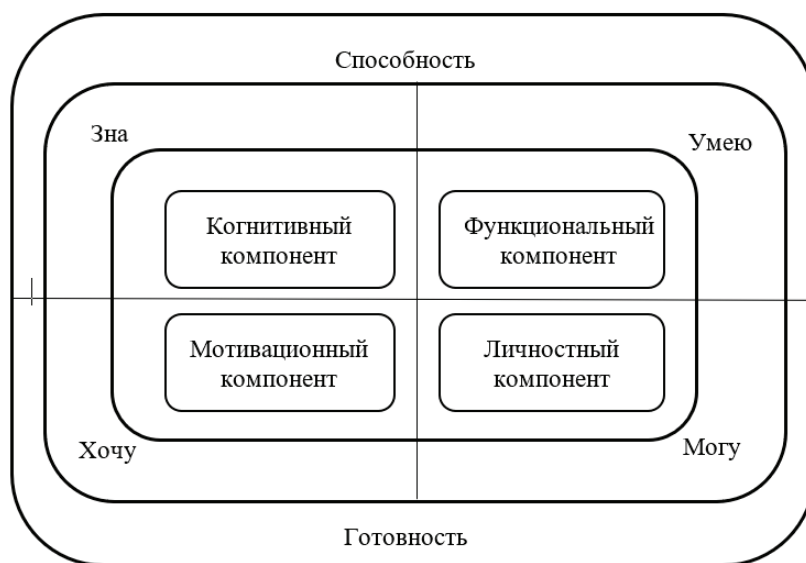 Способность
Зна
Умею
Когнитивный
компонент
Функциональный
компонент
Мотивационный
компонент
Личностный
компонент
Хочу
Могу
Готовность